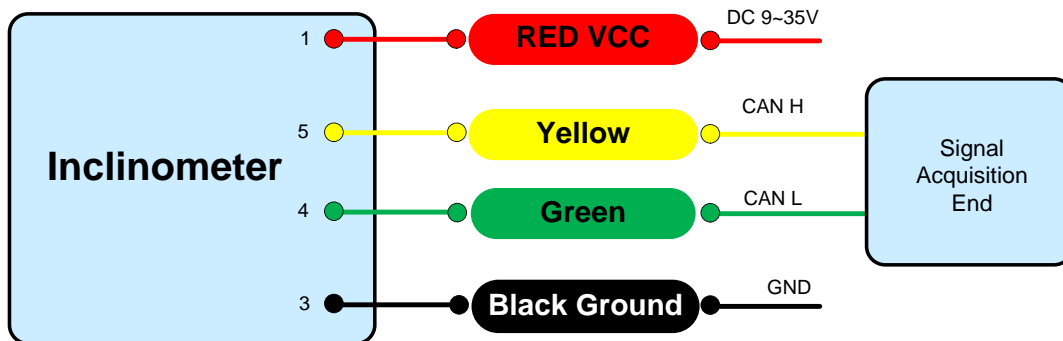 DC 9~35V
1
RED VCC
CAN H
5
Yellow
Inclinometer
Signal
Acquisition
End
CAN L
4
Green
GND
3
Black Ground